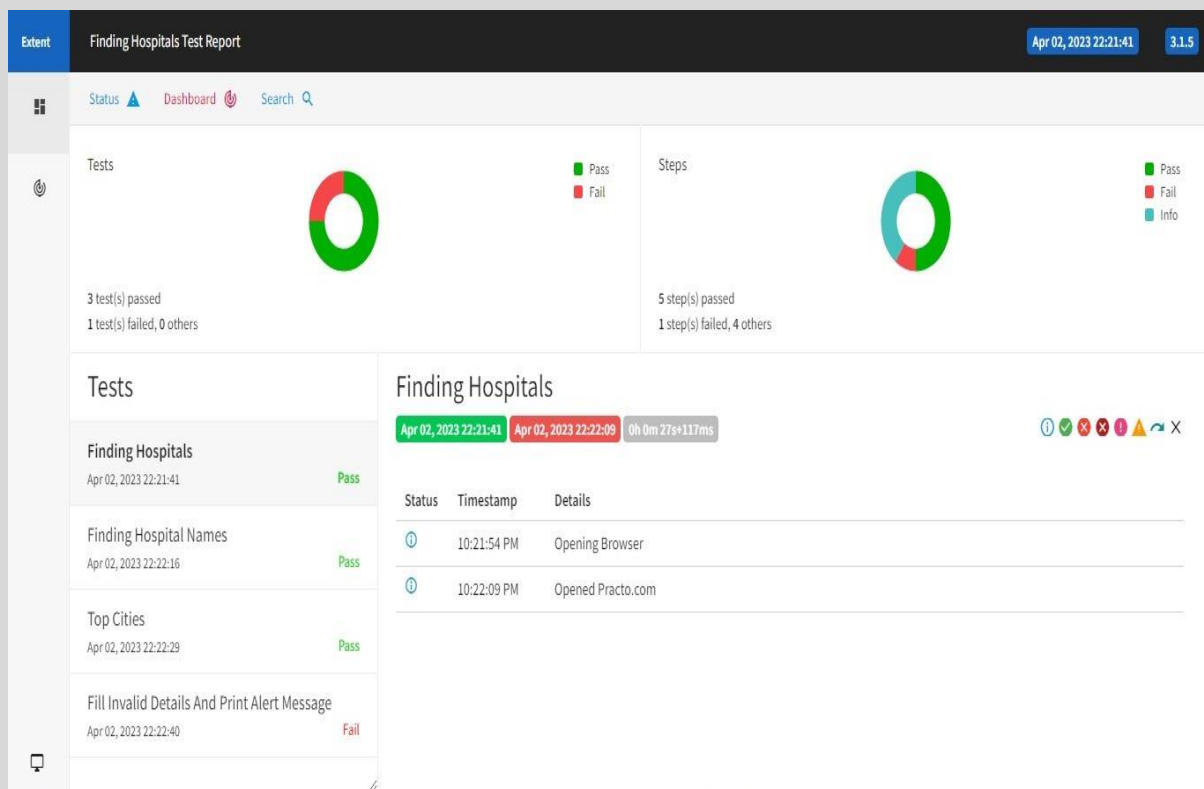 Extent
Finding Hospitals Test Report
Apr 02, 2023 22:21:41
3.1.5
Status
Dashboard
Search
Tests
Pass
Fail
3 test(s) passed
1 test(s) failed, 0 others
Steps
Pass
Fail
Info
5 step(s) passed
1 step(s) failed, 4 others
Tests
Finding Hospitals
Apr 02, 2023 22:21:41
Pass
Finding Hospital Names
Apr 02, 2023 22:22:16
Pass
Top Cities
Apr 02, 2023 22:22:29
Pass
Fill Invalid Details And Print Alert Message
Apr 02, 2023 22:22:40
Fail
Finding Hospitals
Apr 02, 2023 22:21:41 Apr 02, 2023 22:22:09 0h 0m 27s+117ms
Status Timestamp Details
10:21:54 PM Opening Browser
10:22:09 PM Opened Practo.com